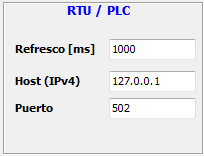 RTU / PLC
Refresco [ms] 1000
Host (IPv4) 127.0.0.1
Puerto 502